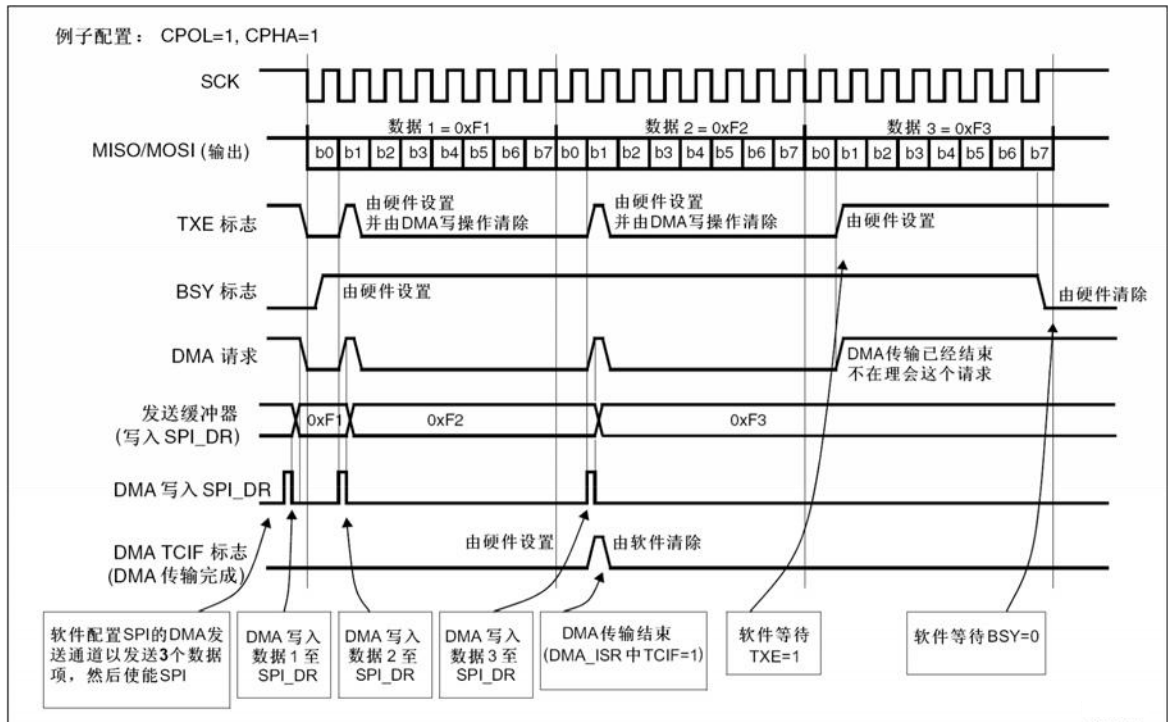 例子配置： CPOL=1, CPHA=1
SCK
数据 1 = 0xF1
数据 2 = 0xF2
数据 3 = 0xF3
MISO/MOSI (输出)
b0 b1 b2 b3 b4 b5 b6 b7 b0 b1 b2 b3 b4 b5 b6 b7 b0 b1 b2 b3 b4 b5 b6 b7
TXE 标志
由硬件设置
并由DMA写操作清除
由硬件设置
并由DMA写操作清除
由硬件设置
BSY 标志
由硬件设置
由硬件清除
DMA 请求
DMA传输已经结束
不在理会这个请求
发送缓冲器
(写入 SPI_DR)
0xF1
0xF2
0xF3
DMA 写入 SPI_DR
DMA TCIF 标志
(DMA 传输完成)
由硬件设置
由软件清除
软件配置SPI的DMA发
送通道以发送3个数据
项，然后使能SPI
DMA 写入
数据1至
SPI_DR
DMA 写入
数据2至
SPI_DR
DMA 写入
数据3至
SPI_DR
DMA传输结束
(DMA_ISR 中TCIF=1)
软件等待
TXE=1
软件等待BSY=0